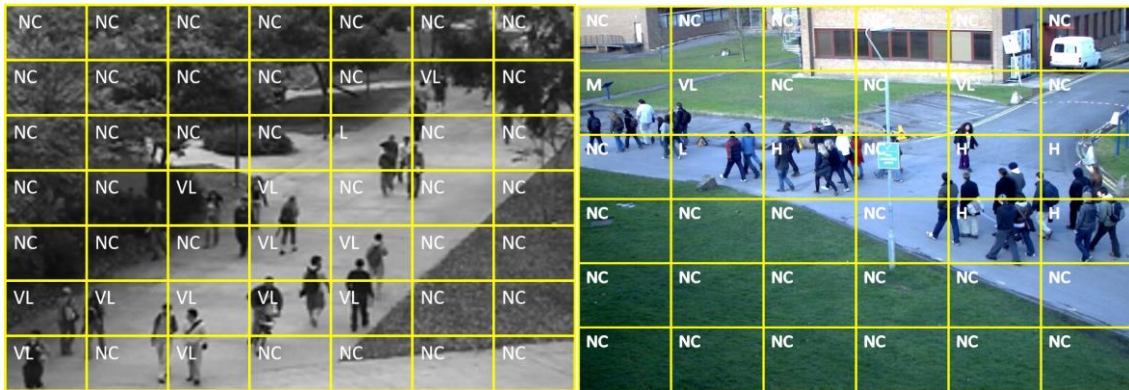 NC NC NC NC NC NC NC
NC NC NC NC NC VL NC
NC NC NC NC L NC NC
NC NC VL VL NC NC NC
NC NC NC VL VL NC NC
VL VL VL VL VL NC NC
VL NC VL NC NC NC NC
NC NC NC NC NC NC
M VL NC NC VL NC
NC L H NC H H
NC NC NC NC H H
NC NC NC NC NC NC
NC NC NC NC NC NC